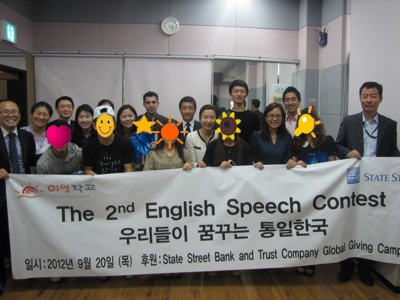 여명학교
STATE S
The 2nd English Speech Contest
우리들이 꿈꾸는 통일한국
일시:2012년 9월 20일 (목) 후원:State Street Bank and Trust Company Global Giving Camp